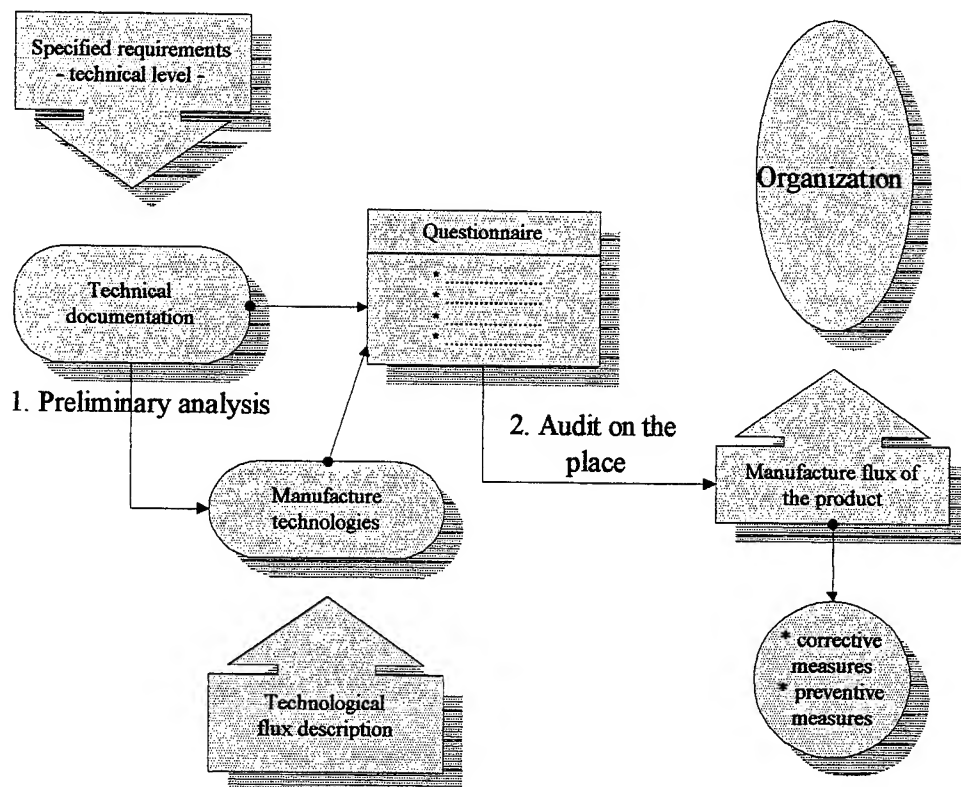 Specified requirements
- technical level -
Organization
Questionnaire
* ....................
* ....................
* ....................
* ....................
Technical
documentation
1. Preliminary analysis
2. Audit on the
place
Manufacture flux of
the product
Manufacture
technologies
* corrective
measures
* preventive
measures
Technological
flux description